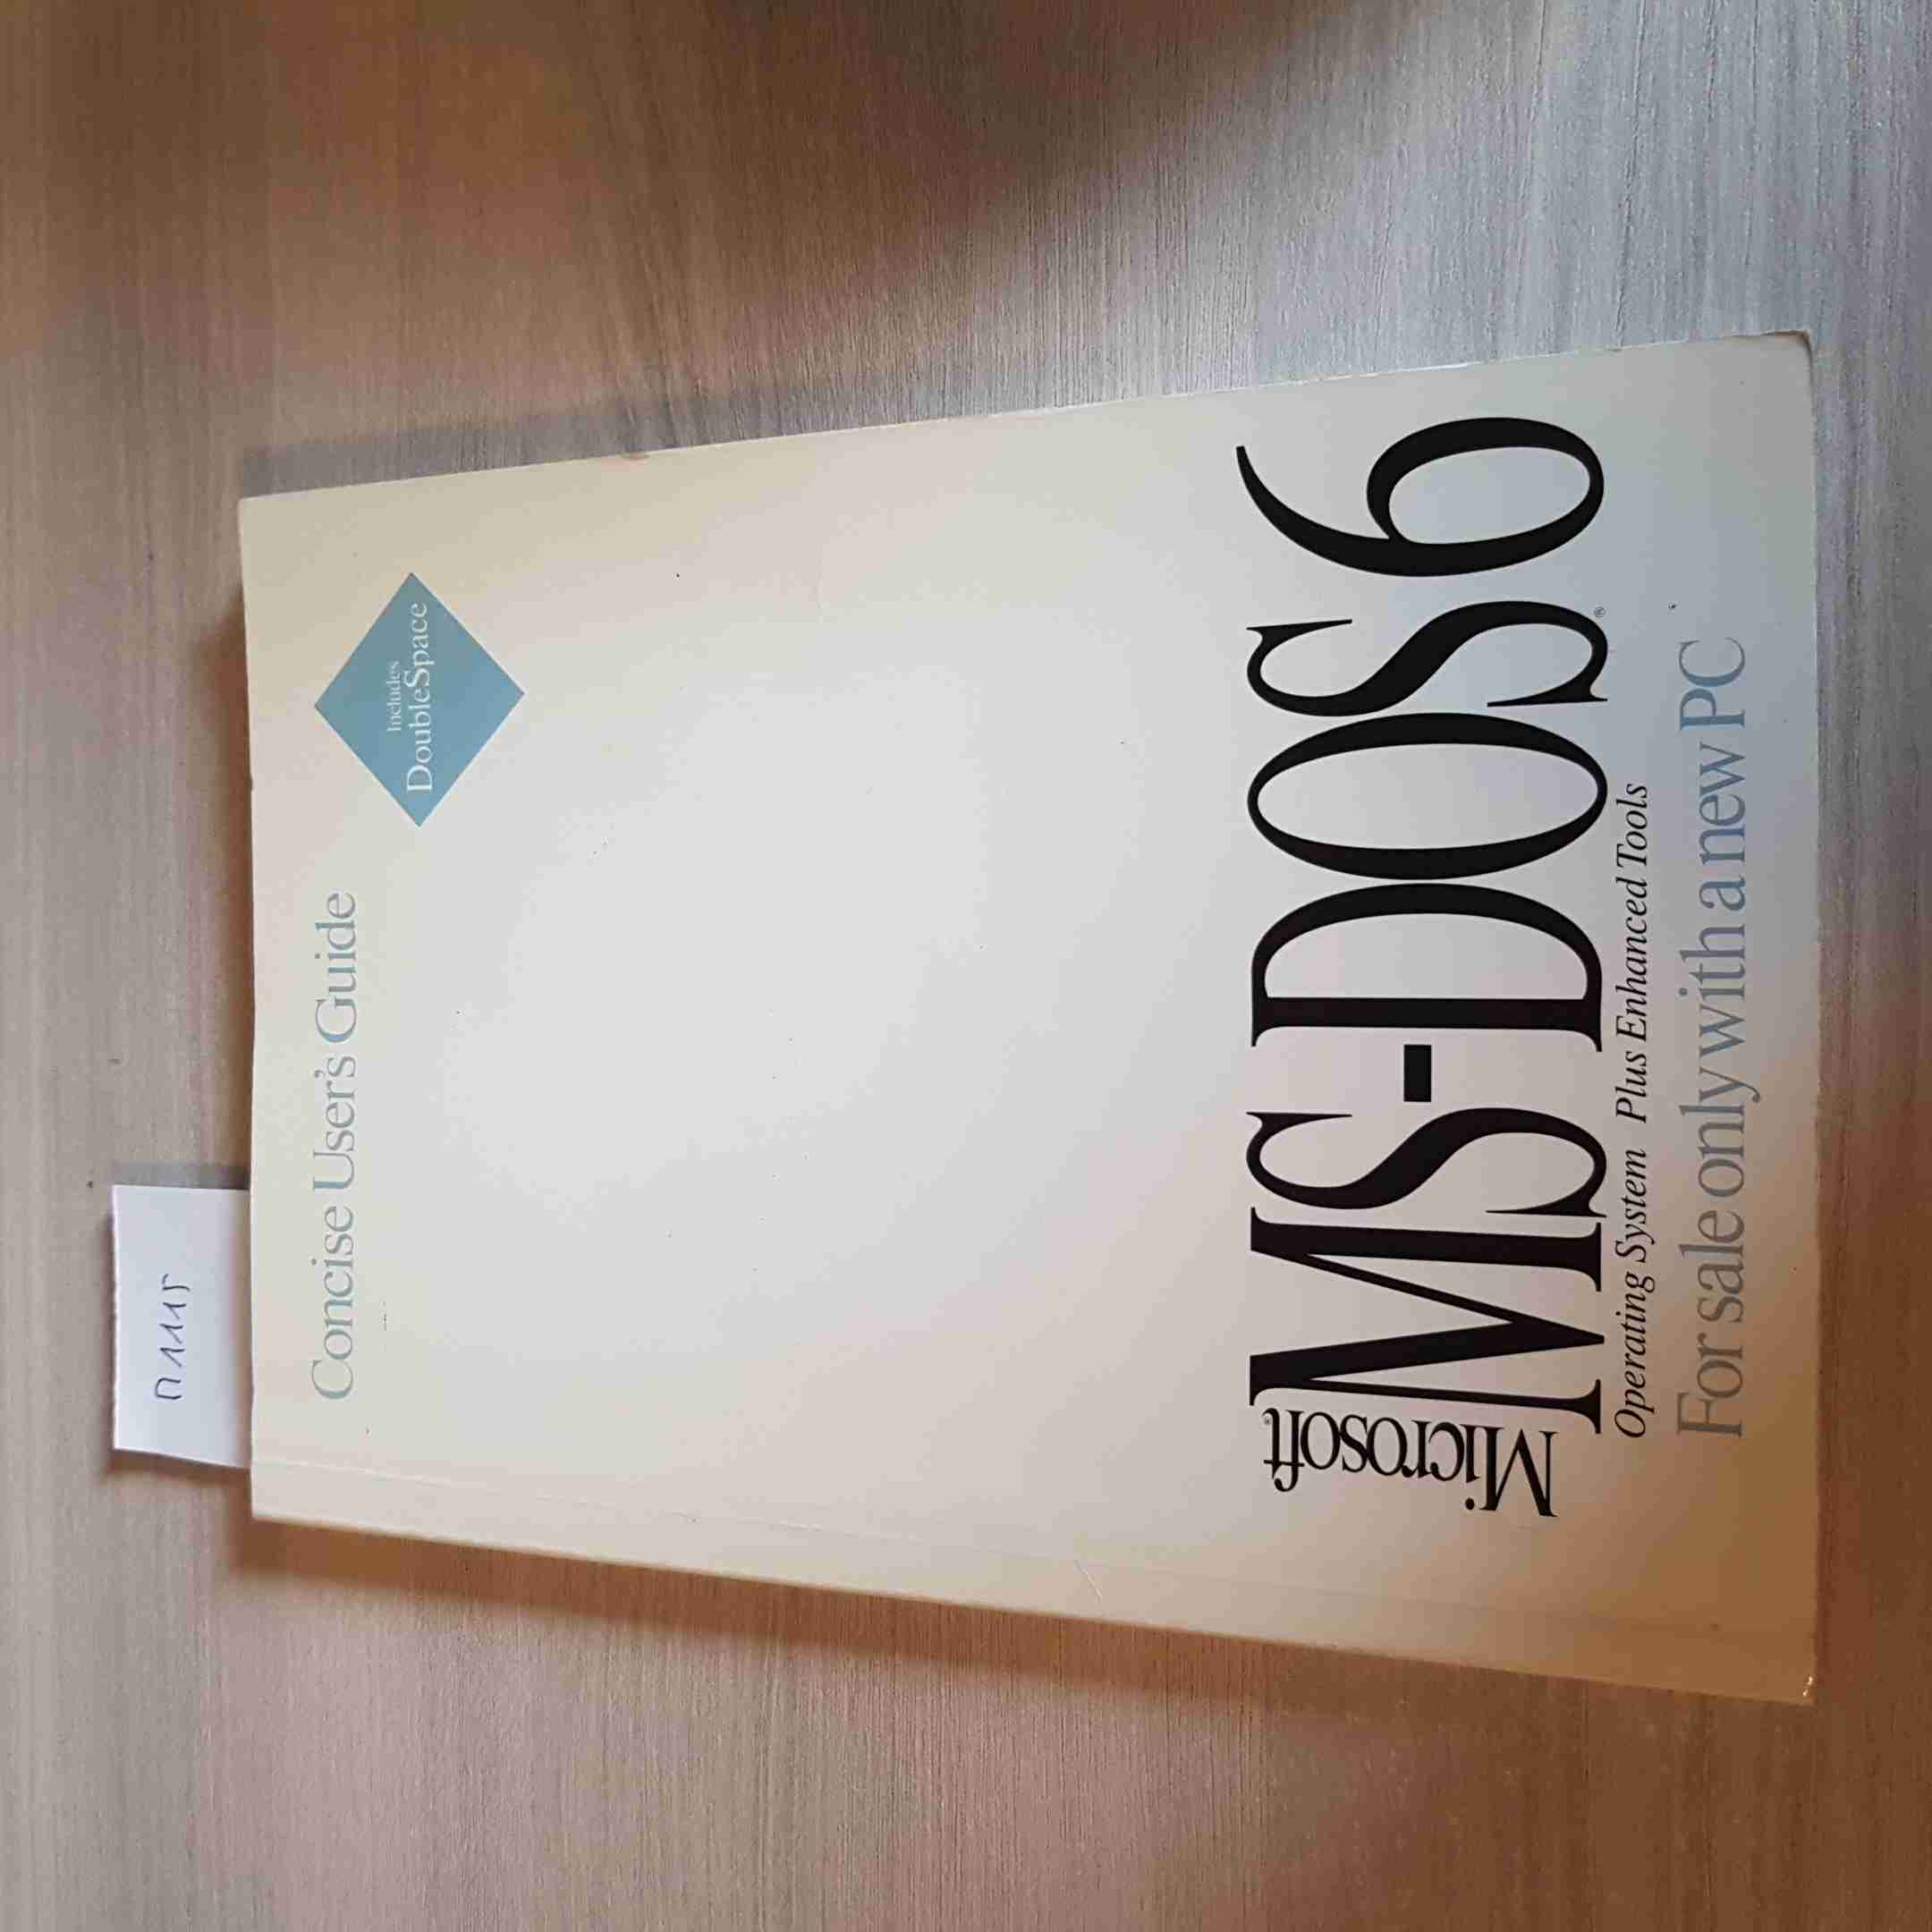 П1115
Concise User's Guide
Includes
DoubleSpace
Microsoft®
MS-DOS 6
®
Operating System Plus Enhanced Tools
For sale only with a new PC